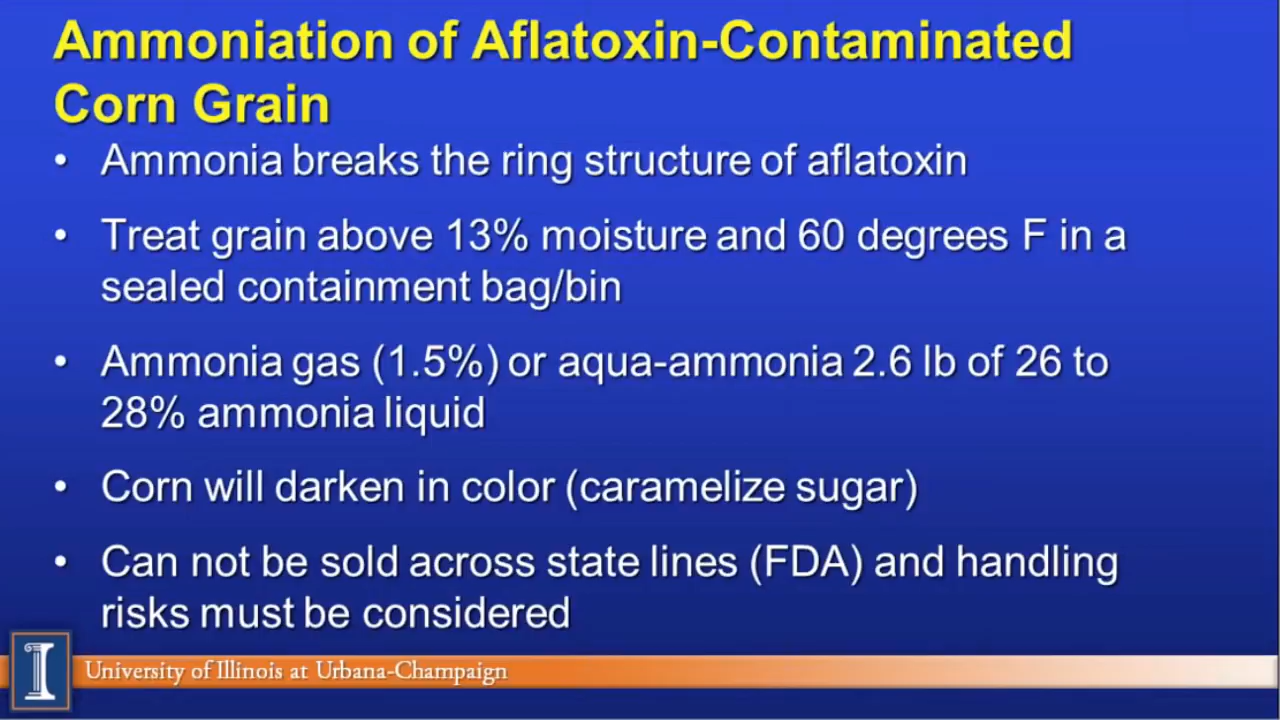 Ammoniation of Aflatoxin-Contaminated
Corn Grain
• Ammonia breaks the ring structure of aflatoxin
• Treat grain above 13% moisture and 60 degrees F in a
sealed containment bag/bin
• Ammonia gas (1.5%) or aqua-ammonia 2.6 lb of 26 to
28% ammonia liquid
• Corn will darken in color (caramelize sugar)
• Can not be sold across state lines (FDA) and handling
risks must be considered
I
University of Illinois at Urbana-Champaign